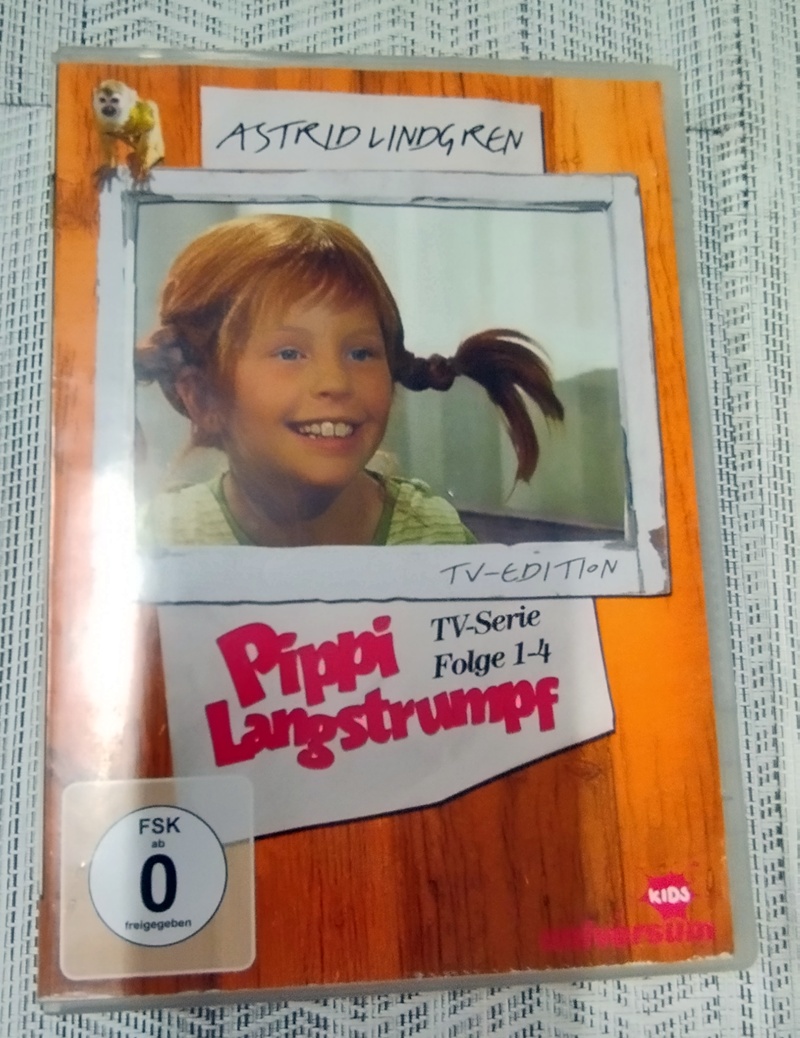 ASTRID LINDGREN
TV-EDITION
Pippi
Langstrumpf
TV-Serie
Folge 1-4
FSK
ab
0
freigegeben
KIDS
universum